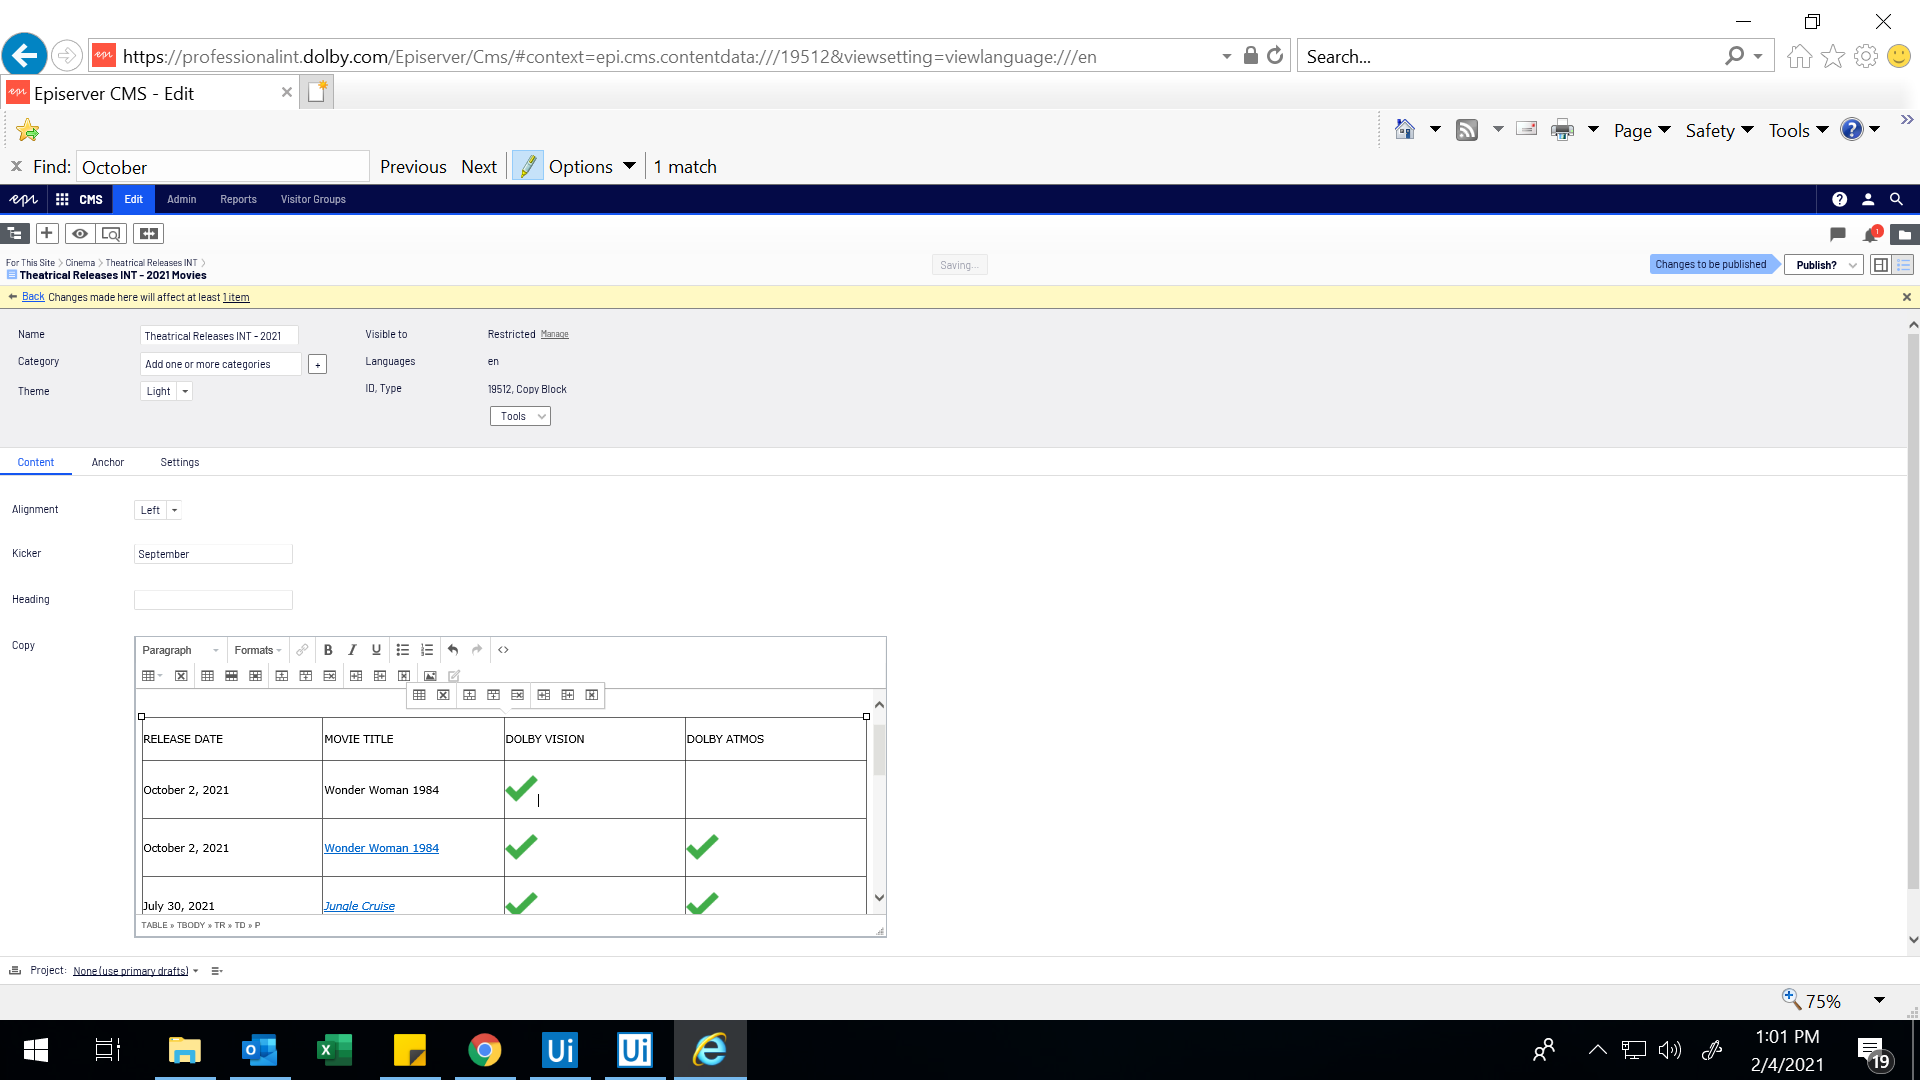 https://professionalint.dolby.com/Episerver/Cms/#context=epi.cms.contentdata:///19512&viewsetting=viewlanguage:///en
Search...
Episerver CMS - Edit
Page Safety Tools
Find: October Previous Next Options 1 match
epi CMS Edit Admin Reports Visitor Groups
1
For This Site > Cinema > Theatrical Releases INT >
Theatrical Releases INT - 2021 Movies
Saving...
Changes to be published
Publish?
Back Changes made here will affect at least 1 item
Name Theatrical Releases INT - 2021 Visible to Restricted Manage
Category Add one or more categories + Languages en
Theme Light ID, Type 19512, Copy Block
Tools
Content Anchor Settings
Alignment Left
Kicker September
Heading
Copy
Paragraph Formats B I U <>
RELEASE DATE MOVIE TITLE DOLBY VISION DOLBY ATMOS
October 2, 2021 Wonder Woman 1984
October 2, 2021 Wonder Woman 1984
July 30, 2021 Jungle Cruise
TABLE » TBODY » TR » TD » P
Project: None (use primary drafts)
75%
Ui Ui
1:01 PM
2/4/2021
19